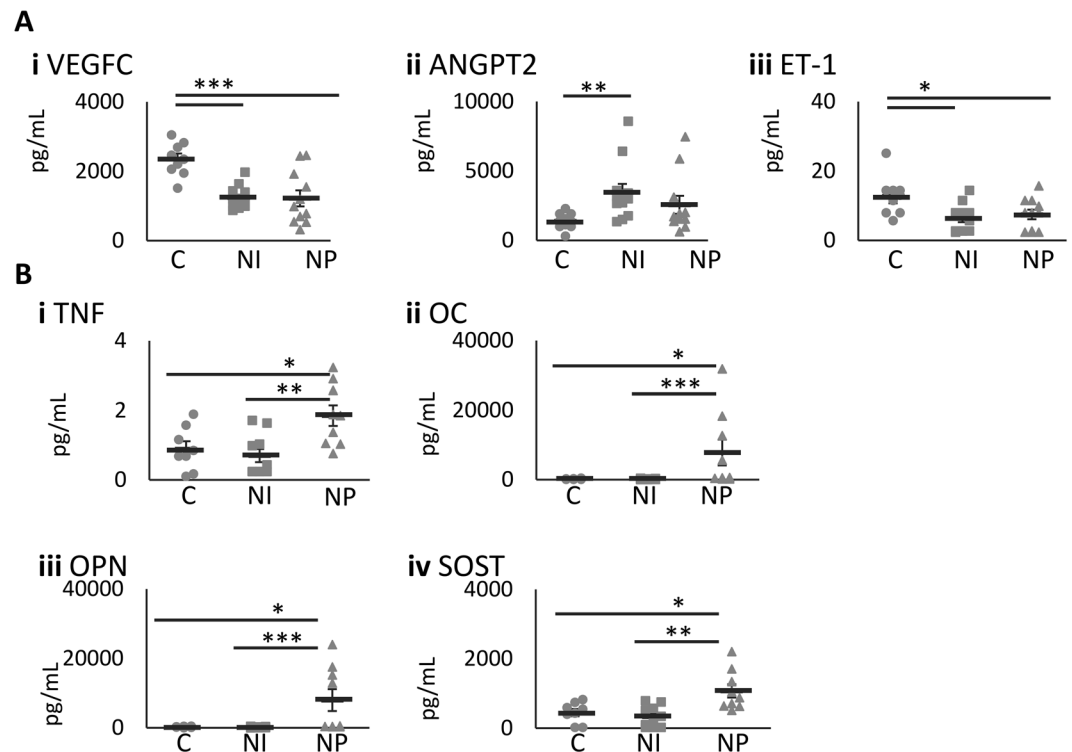 A
i VEGFC
ii ANGPT2
iii ET-1
***
**
*
4000
2000
0
pg/mL
C NI NP
10000
5000
0
pg/mL
C NI NP
40
20
0
pg/mL
C NI NP
B
i TNF
ii OC
*
**
4
2
0
pg/mL
C NI NP
*
***
40000
20000
0
pg/mL
C NI NP
iii OPN
iv SOST
*
***
40000
20000
0
pg/mL
C NI NP
*
**
4000
2000
0
pg/mL
C NI NP